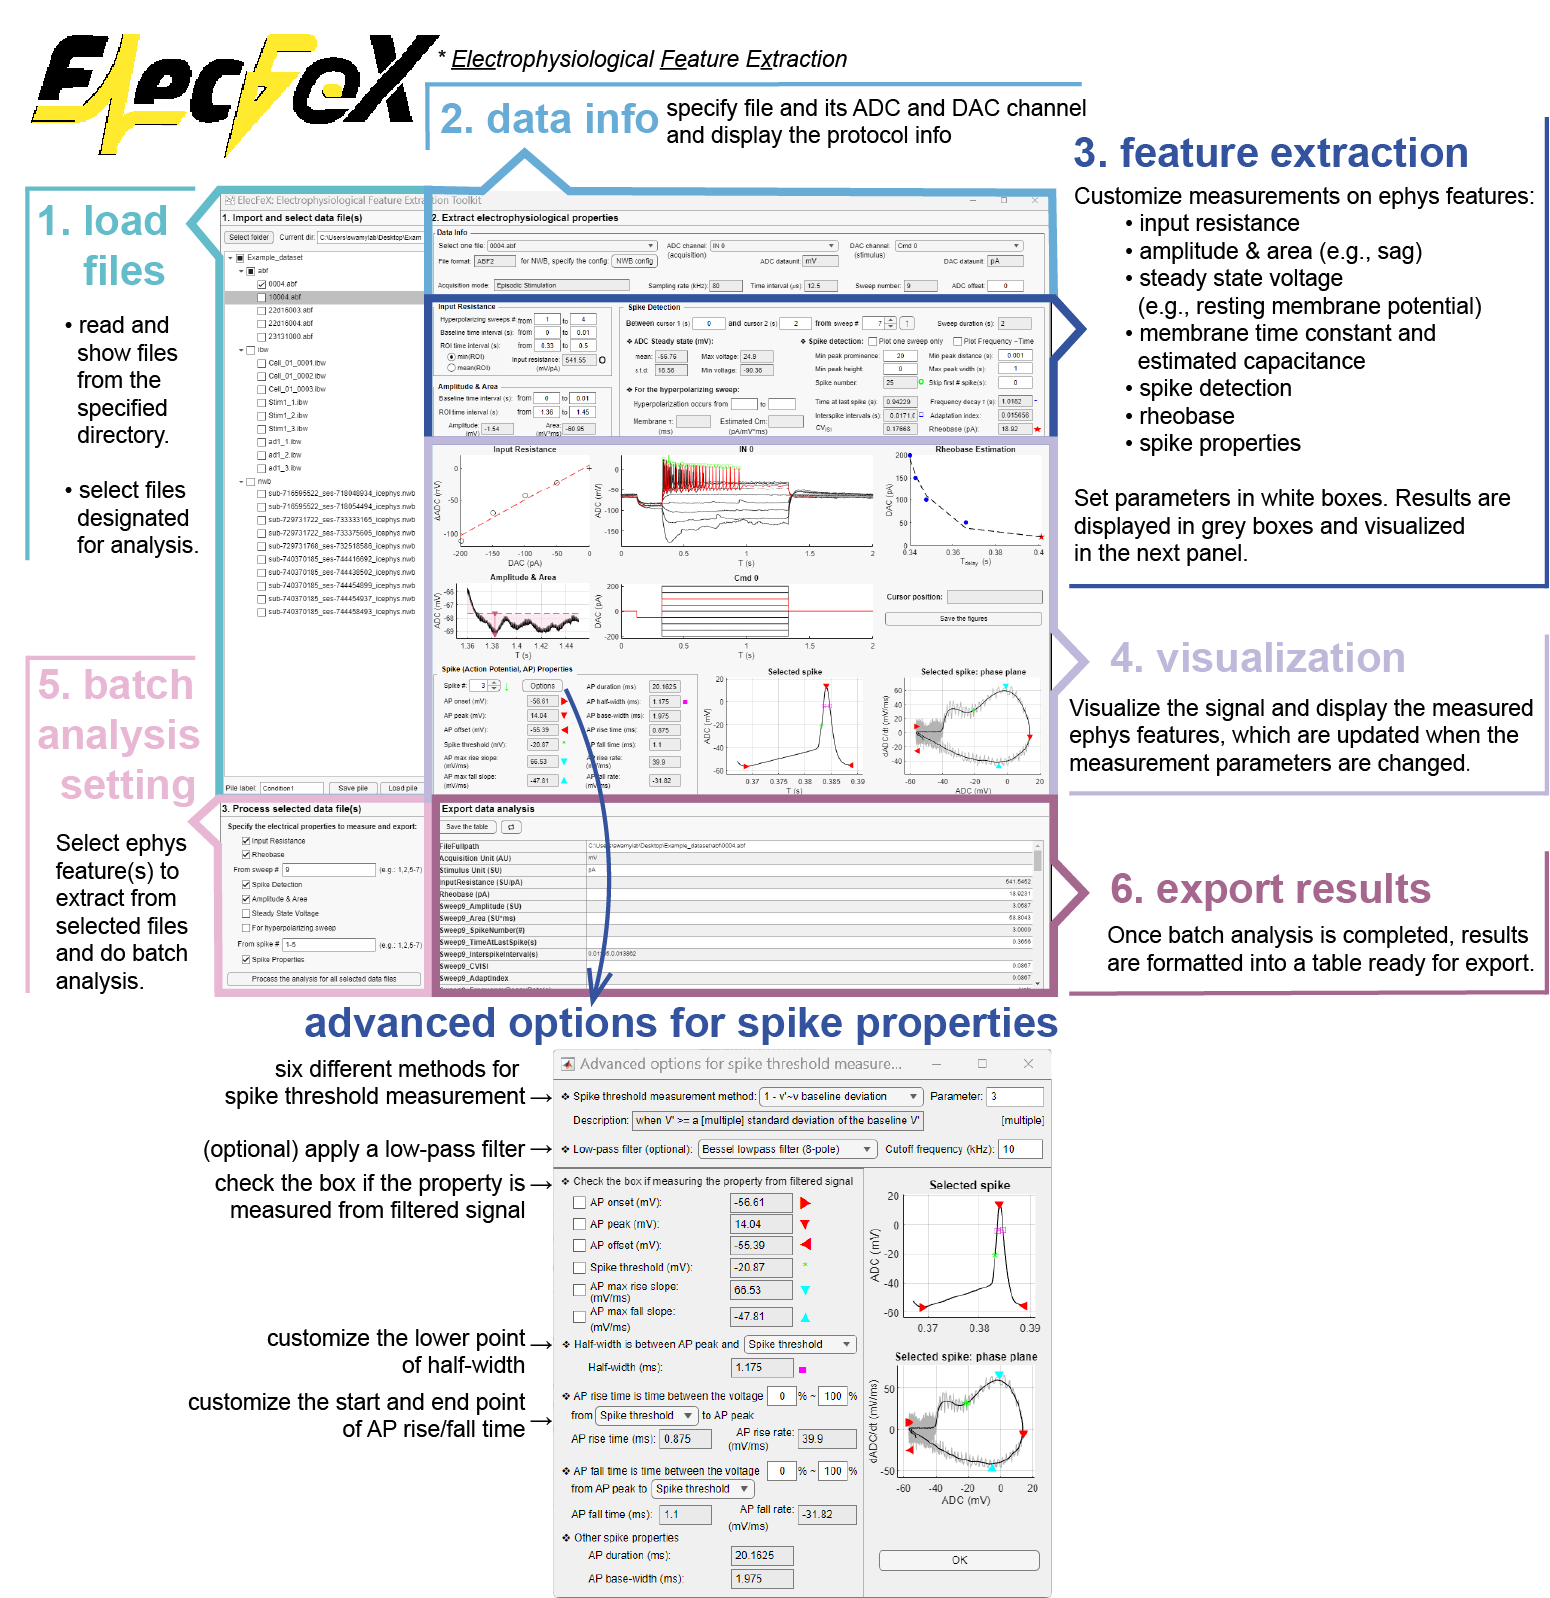 ElecFeX
* Electrophysiological Feature Extraction
2. data info
specify file and its ADC and DAC channel
and display the protocol info
1. load
files
• read and
show files
from the
specified
directory.
• select files
designated
for analysis.
3. feature extraction
Customize measurements on ephys features:
• input resistance
• amplitude & area (e.g., sag)
• steady state voltage
(e.g., resting membrane potential)
• membrane time constant and
estimated capacitance
• spike detection
• rheobase
• spike properties
Set parameters in white boxes. Results are
displayed in grey boxes and visualized
in the next panel.
4. visualization
Visualize the signal and display the measured
ephys features, which are updated when the
measurement parameters are changed.
5. batch
analysis
setting
Select ephys
feature(s) to
extract from
selected files
and do batch
analysis.
6. export results
Once batch analysis is completed, results
are formatted into a table ready for export.
ElecFeX: Electrophysiological Feature Extraction Toolkit
1. Import and select data file(s)
Select folder Current dir: C:\Users\swamylab\Desktop\Exam
Example_dataset
abf
0004.abf
10004.abf
22d16003.abf
22d16004.abf
23131000.abf
ibw
Cell_01_0001.ibw
Cell_01_0002.ibw
Cell_01_0003.ibw
Stim1_1.ibw
Stim1_2.ibw
Stim1_3.ibw
ad1_1.ibw
ad1_2.ibw
ad1_3.ibw
nwb
sub-716595522_ses-718048934_icephys.nwb
sub-716595522_ses-718054494_icephys.nwb
sub-729731722_ses-733333165_icephys.nwb
sub-729731722_ses-733375605_icephys.nwb
sub-729731768_ses-732518586_icephys.nwb
sub-740370185_ses-744416692_icephys.nwb
sub-740370185_ses-744438502_icephys.nwb
sub-740370185_ses-744454899_icephys.nwb
sub-740370185_ses-744454937_icephys.nwb
sub-740370185_ses-744458493_icephys.nwb
Pile label: Condition1 Save pile Load pile
2. Extract electrophysiological properties
Data Info
Select one file: 0004.abf ADC channel: IN 0 DAC channel: Cmd 0
(acquisition) (stimulus)
File format: ABF2 for NWB, specify the config: NWB config ADC dataunit: mV DAC dataunit: pA
Acquisition mode: Episodic Stimulation Sampling rate (kHz): 80 Time interval (μs): 12.5 Sweep number: 9 ADC offset: 0
Input Resistance
Hyperpolarizing sweeps #: from 1 to 4
Baseline time interval (s): from 0 to 0.01
ROI time interval (s): from 0.33 to 0.5
min(ROI) Input resistance: 541.55
mean(ROI) (mV/pA)
Amplitude & Area
Baseline time interval (s): from 0 to 0.01
ROI time interval (s): from 1.36 to 1.45
Amplitude: -1.54 Area: -60.95
(mV) (mV*ms)
Spike Detection
Between cursor 1 (s) 0 and cursor 2 (s) 2 from sweep # 7 ↑ Sweep duration (s): 2
❖ ADC Steady state (mV):
mean: -56.76 Max voltage: 24.8
s.t.d. 16.56 Min voltage: -90.36
❖ For the hyperpolarizing sweep:
Hyperpolarization occurs from to
Membrane τ: Estimated Cm:
(ms) (pA/mV*ms)
❖ Spike detection: Plot one sweep only Plot Frequency ~Time
Min peak prominence: 20 Min peak distance (s): 0.001
Min peak height: 0 Max peak width (s): 1
Spike number: 25 Skip first # spike(s): 0
Time at last spike (s): 0.94229 Frequency decay τ (s): 1.0182
Interspike intervals (s): 0.0171,0 Adaptation index: 0.015656
CVISI 0.17668 Rheobase (pA): 18.92
Input Resistance
ΔADC (mV)
0
-50
-100
-200 -150 -100 -50 0
DAC (pA)
IN 0
ADC (mV)
50
0
-50
-100
0 0.5 1 1.5 2
T (s)
Rheobase Estimation
DAC (pA)
200
150
100
50
0
0.34 0.36 0.38 0.4
Tdelay (s)
Amplitude & Area
ADC (mV)
-66
-67
-68
-69
1.36 1.38 1.4 1.42 1.44
T (s)
Cmd 0
DAC (pA)
200
0
200
0 0.5 1 1.5 2
T (s)
Cursor position:
Save the figures
Spike (Action Potential, AP) Properties
Spike #: 3 ↓ Options
AP onset (mV): -56.61
AP peak (mV): 14.04
AP offset (mV): -55.39
Spike threshold (mV): -20.87
AP max rise slope: 66.53
(mV/ms)
AP max fall slope: -47.81
(mV/ms)
AP duration (ms) 20.1625
AP half-width (ms): 1.175
AP base-width (ms): 1.975
AP rise time (ms): 0.875
AP fall time (ms): 1.1
AP rise rate: 39.9
(mV/ms)
AP fall rate: -31.82
(mV/ms)
Selected spike
ADC (mV)
20
0
-20
-40
-60
0.37 0.375 0.38 0.385 0.39
T (s)
Selected spike: phase plane
dADC/dt (mV/ms)
60
40
20
0
-20
-40
-60 -40 -20 0 20
ADC (mV)
3. Process selected data file(s)
Specify the electrical properties to measure and export:
Input Resistance
Rheobase
From sweep # 9 (e.g.: 1,2,5-7)
Spike Detection
Amplitude & Area
Steady State Voltage
For hyperpolarizing sweep
From spike # 1-5 (e.g.: 1,2,5-7)
Spike Properties
Process the analysis for all selected data files
Export data analysis
Save the table
FileFullpath C:\Users\swamylab\Desktop\Example_dataset\abf\0004.abf
Acquisition Unit (AU) mV
Stimulus Unit (SU) pA
InputResistance (SU/pA) 541.5452
Rheobase (pA) 18.9231
Sweep9_Amplitude (SU) 3.0687
Sweep9_Area (SU*ms) 68.8043
Sweep9_SpikeNumber(#) 3.0000
Sweep9_TimeAtLastSpike(s) 0.3656
Sweep9_InterspikeInterval(s)
Sweep9_CVISI 0.0867
Sweep9_AdaptIndex 0.0867
advanced options for spike properties
six different methods for
spike threshold measurement →
(optional) apply a low-pass filter →
check the box if the property is →
measured from filtered signal
customize the lower point →
of half-width
customize the start and end point
of AP rise/fall time →
Advanced options for spike threshold measure...
❖ Spike threshold measurement method: 1 - v'~v baseline deviation Parameter: 3
Description: when V' >= a [multiple] standard deviation of the baseline V' [multiple]
❖ Low-pass filter (optional): Bessel lowpass filter (8-pole) Cutoff frequency (kHz): 10
❖ Check the box if measuring the property from filtered signal
AP onset (mV): -56.61
AP peak (mV): 14.04
AP offset (mV): -55.39
Spike threshold (mV): -20.87
AP max rise slope: 66.53
(mV/ms)
AP max fall slope: -47.81
(mV/ms)
❖ Half-width is between AP peak and Spike threshold
Half-width (ms): 1.175
❖ AP rise time is time between the voltage 0 % ~ 100 %
from Spike threshold to AP peak
AP rise time (ms): 0.875 AP rise rate: 39.9
(mV/ms)
❖ AP fall time is time between the voltage 0 % ~ 100 %
from AP peak to Spike threshold
AP fall time (ms): 1.1 AP fall rate: -31.82
(mV/ms)
❖ Other spike properties
AP duration (ms): 20.1625
AP base-width (ms): 1.975
Selected spike
ADC (mV)
20
0
-20
-40
-60
0.37 0.38 0.39
Selected spike: phase plane
dADC/dt (mV/ms)
50
0
-50
-60 -40 -20 0 20
ADC (mV)
OK